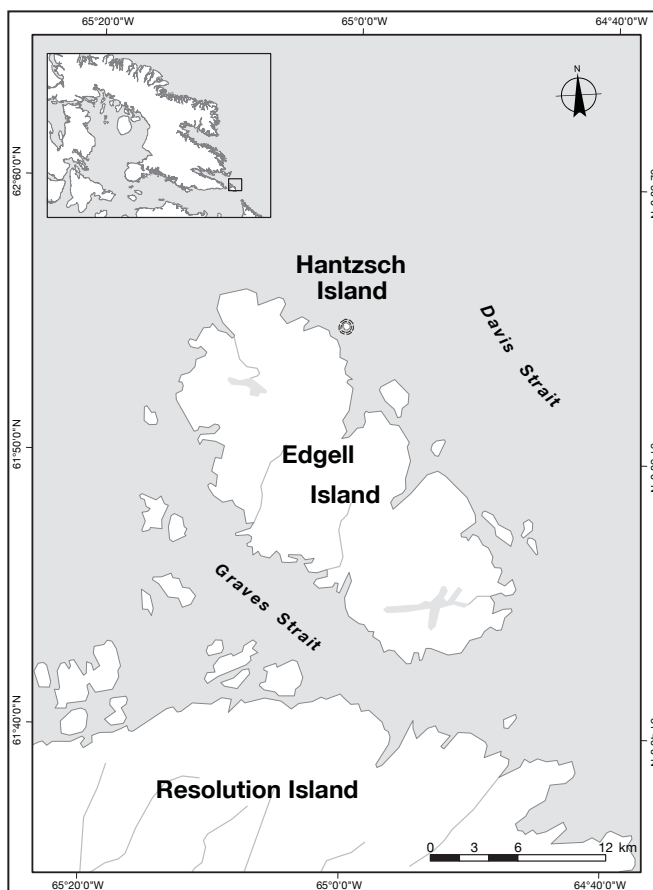 65°20'0"W 65°0'0"W 64°40'0"W
N
62°60'0"N
Hantzsch
Island
Davis Strait
61°50'0"N
Edgell
Island
Graves Strait
61°40'0"N
Resolution Island
0 3 6 12 km
65°20'0"W 65°0'0"W 64°40'0"W